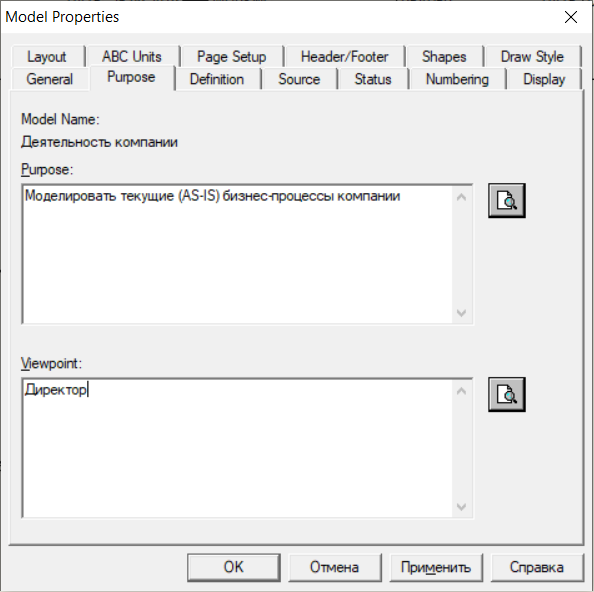 Model Properties
Layout ABC Units Page Setup Header/Footer Shapes Draw Style
General Purpose Definition Source Status Numbering Display
Model Name:
Деятельность компании
Purpose:
Моделировать текущие (AS-IS) бизнес-процессы компании
Viewpoint:
Директор
OK Отмена Применить Справка